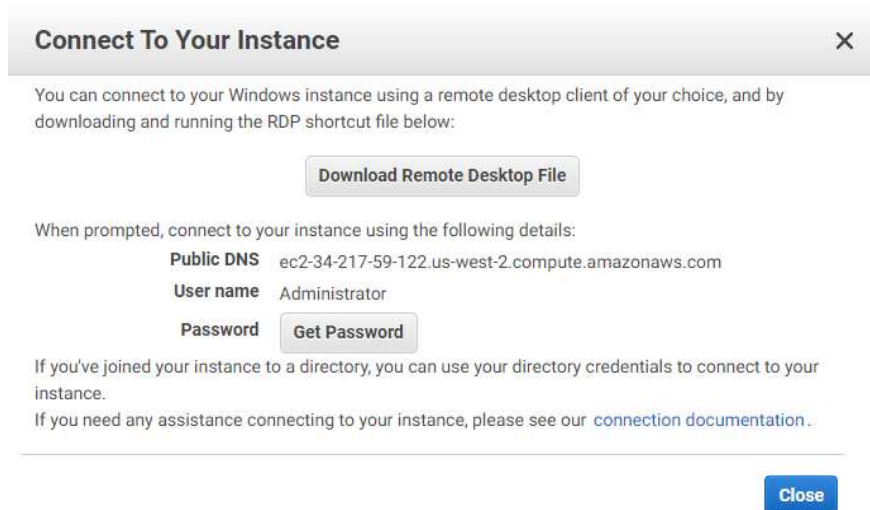 Connect To Your Instance
You can connect to your Windows instance using a remote desktop client of your choice, and by
downloading and running the RDP shortcut file below:
Download Remote Desktop File
When prompted, connect to your instance using the following details:
Public DNS ec2-34-217-59-122.us-west-2.compute.amazonaws.com
User name Administrator
Password Get Password
If you've joined your instance to a directory, you can use your directory credentials to connect to your
instance.
If you need any assistance connecting to your instance, please see our connection documentation.
Close